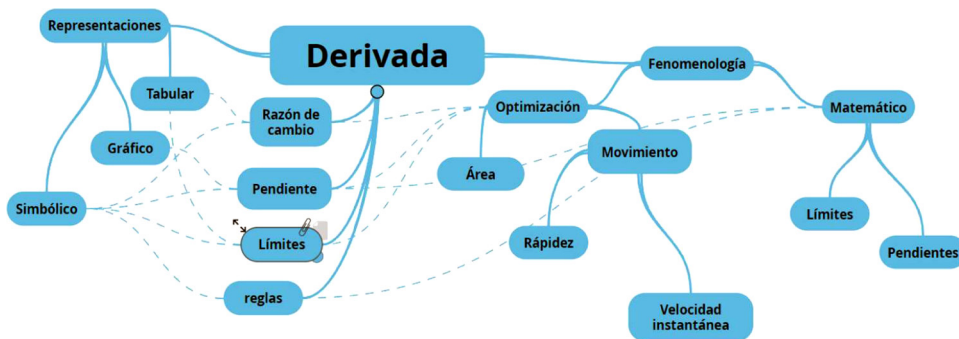 Representaciones
Derivada
Fenomenología
Tabular
Razón de
cambio
Optimización
Matemático
Gráfico
Movimiento
Área
Pendiente
Simbólico
Límites
Rápidez
Límites
Pendientes
reglas
Velocidad
instantánea